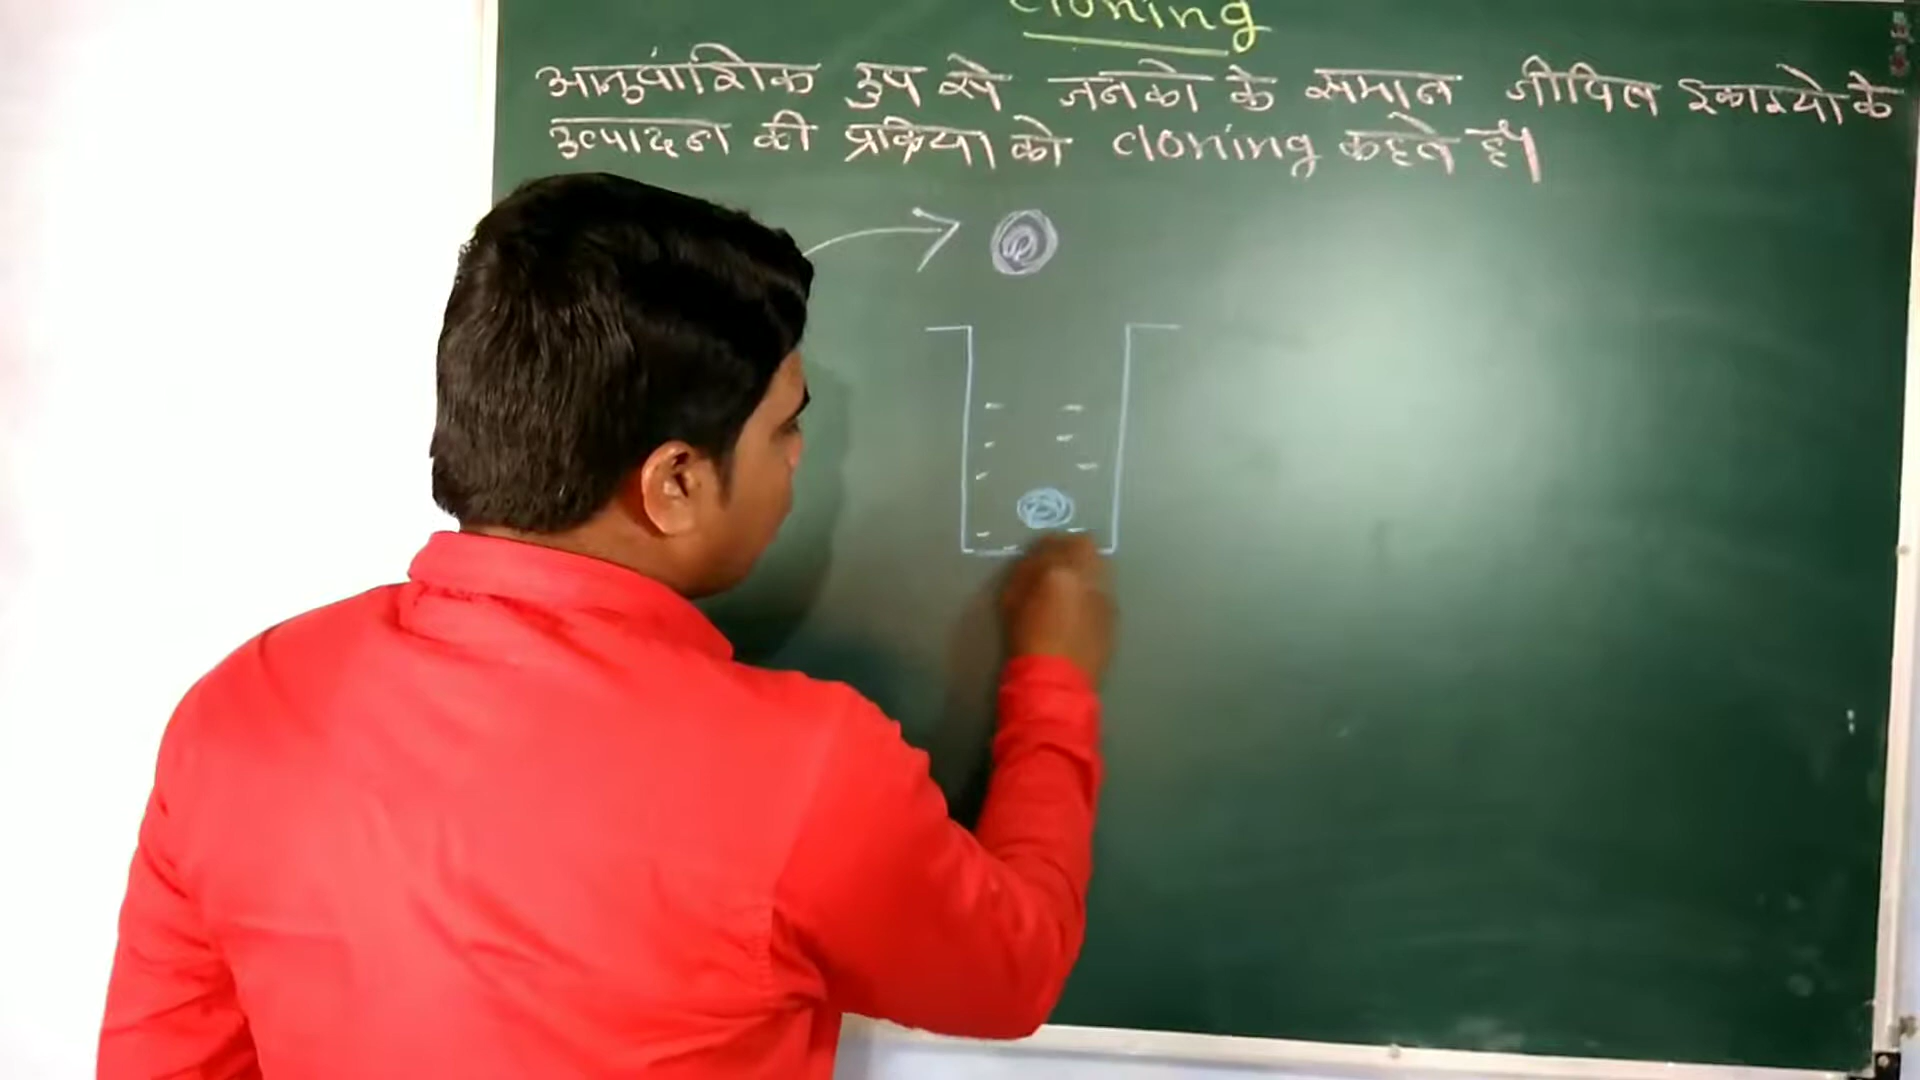 cloning
आनुवांशिक रुप से जनको के समान जीवित इकाइयो के
उत्पादन की प्रक्रिया को cloning कहते हैं।